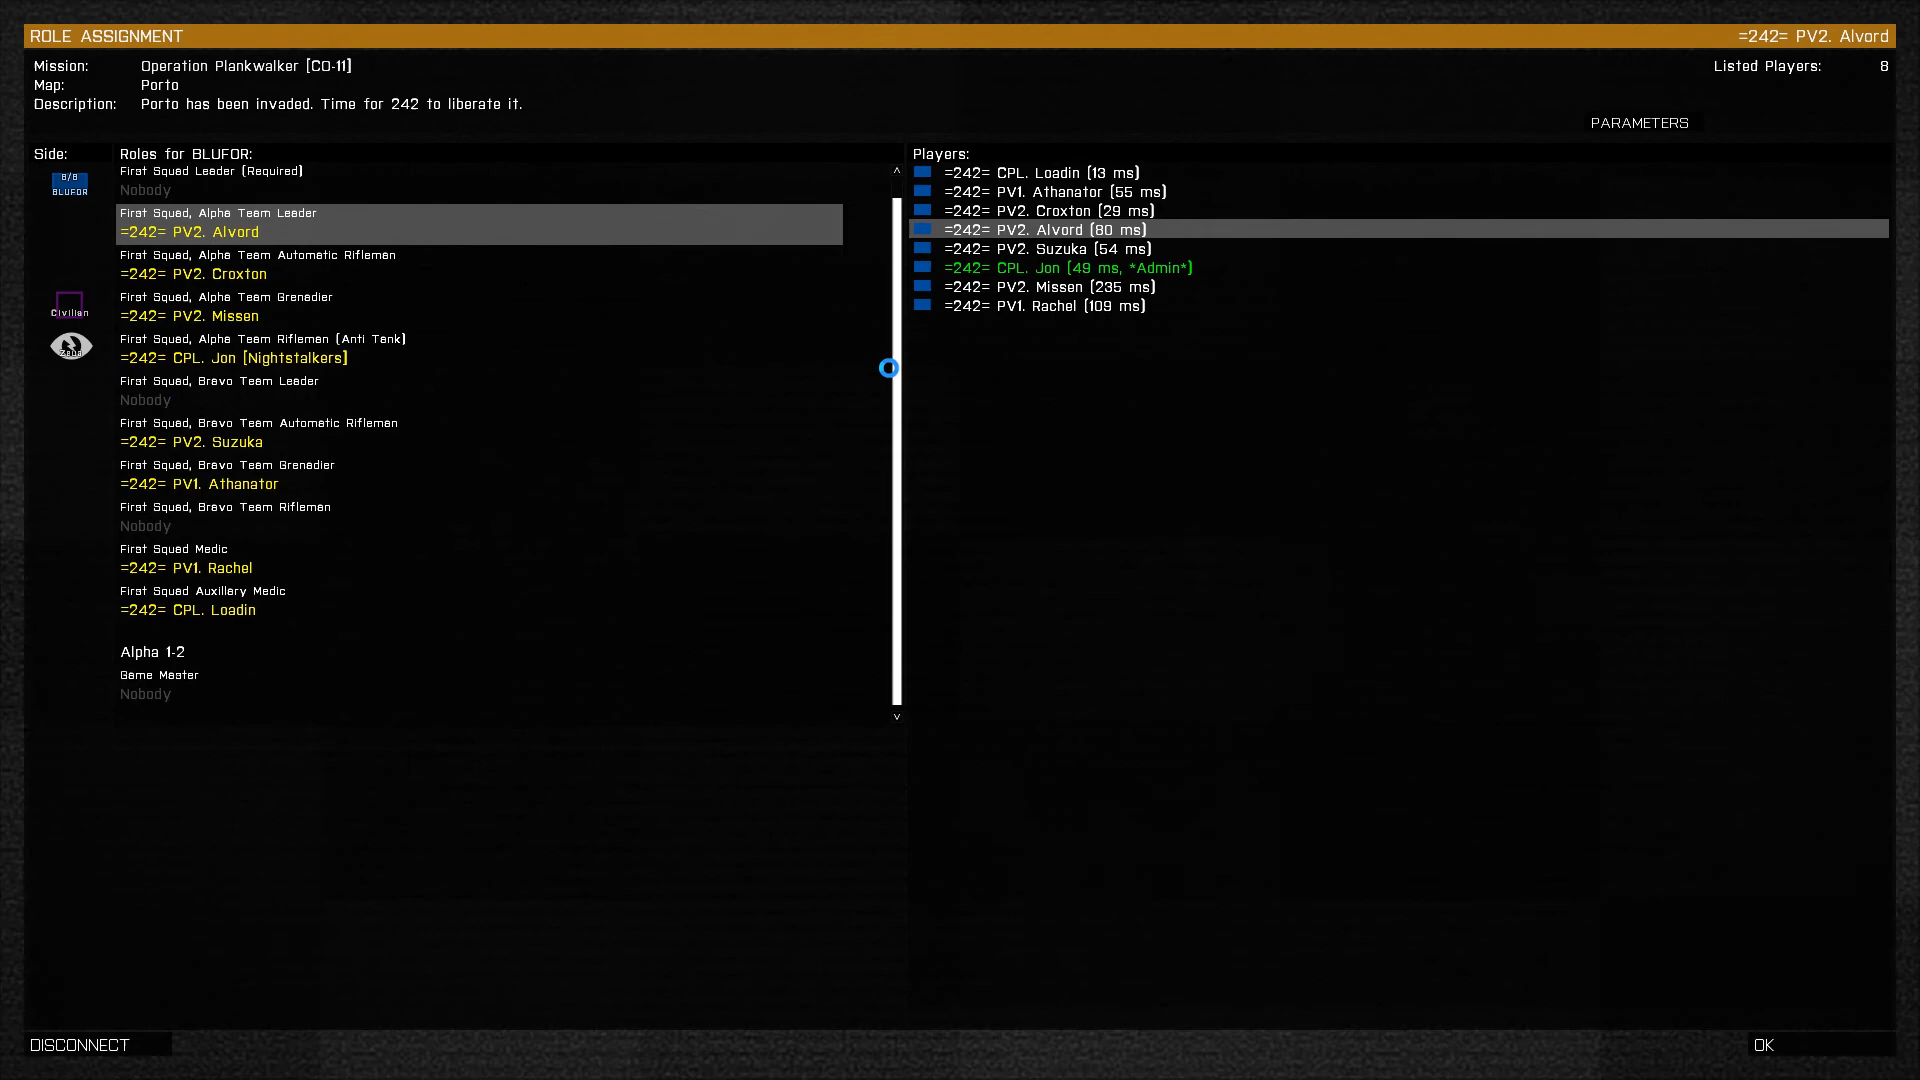 ROLE ASSIGNMENT
=242= PV2. Alvord
Mission: Operation Plankwalker [CO-11]
Listed Players: 8
Map: Porto
Description: Porto has been invaded. Time for 242 to liberate it.
PARAMETERS
Side:
8/8
BLUFOR
Civilian
Zeus
Roles for BLUFOR:
First Squad Leader (Required)
Nobody
First Squad, Alpha Team Leader
=242= PV2. Alvord
First Squad, Alpha Team Automatic Rifleman
=242= PV2. Croxton
First Squad, Alpha Team Grenadier
=242= PV2. Missen
First Squad, Alpha Team Rifleman (Anti Tank)
=242= CPL. Jon [Nightstalkers]
First Squad, Bravo Team Leader
Nobody
First Squad, Bravo Team Automatic Rifleman
=242= PV2. Suzuka
First Squad, Bravo Team Grenadier
=242= PV1. Athanator
First Squad, Bravo Team Rifleman
Nobody
First Squad Medic
=242= PV1. Rachel
First Squad Auxillary Medic
=242= CPL. Loadin
Alpha 1-2
Game Master
Nobody
Players:
=242= CPL. Loadin (13 ms)
=242= PV1. Athanator (55 ms)
=242= PV2. Croxton (29 ms)
=242= PV2. Alvord (80 ms)
=242= PV2. Suzuka (54 ms)
=242= CPL. Jon (49 ms, *Admin*)
=242= PV2. Missen (235 ms)
=242= PV1. Rachel (109 ms)
DISCONNECT
OK